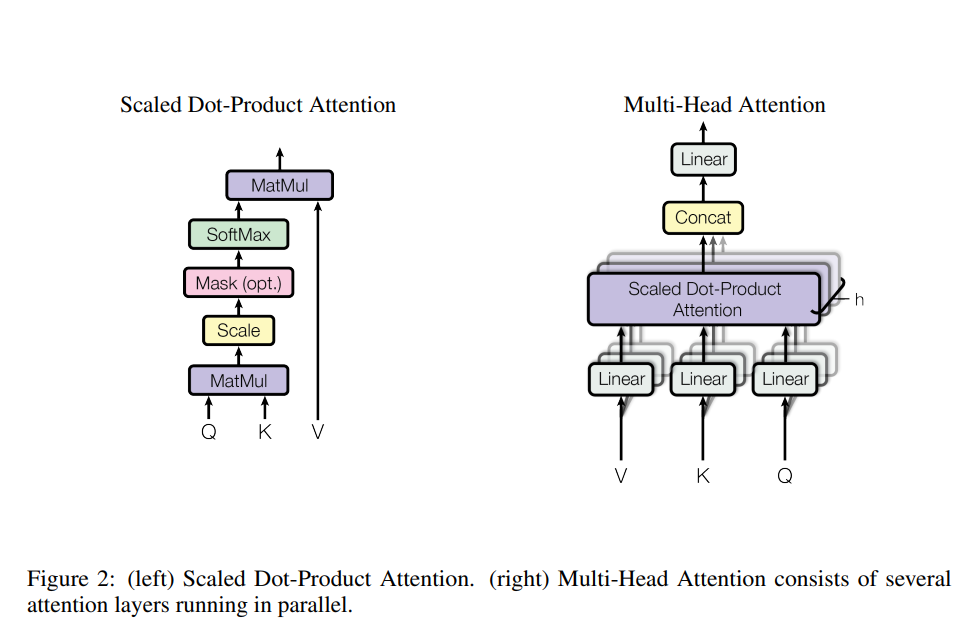 Scaled Dot-Product Attention
MatMul
SoftMax
Mask (opt.)
Scale
MatMul
Q K V
Multi-Head Attention
Linear
Concat
Scaled Dot-Product
Attention
h
Linear Linear Linear
V K Q
Figure 2: (left) Scaled Dot-Product Attention. (right) Multi-Head Attention consists of several
attention layers running in parallel.